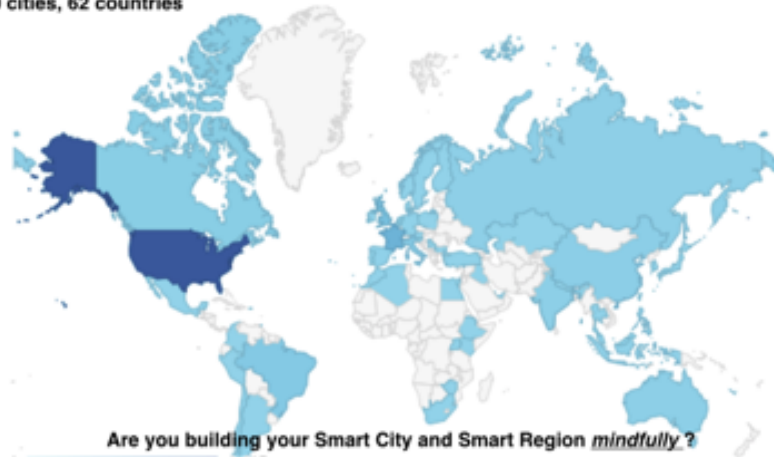 cities, 62 countries
Are you building your Smart City and Smart Region mindfully ?